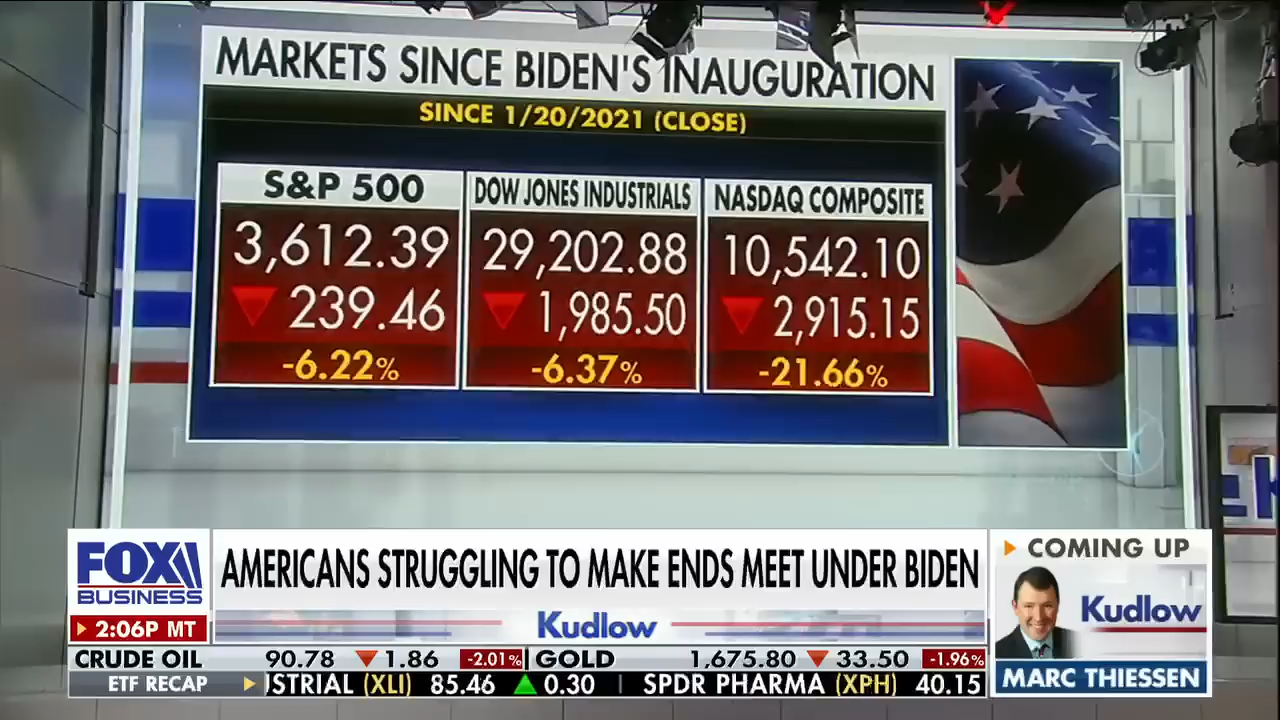 MARKETS SINCE BIDEN'S INAUGURATION
SINCE 1/20/2021 (CLOSE)
S&P 500
3,612.39
▼ 239.46
-6.22%
DOW JONES INDUSTRIALS
29,202.88
▼ 1,985.50
-6.37%
NASDAQ COMPOSITE
10,542.10
▼ 2,915.15
-21.66%
FOX BUSINESS
AMERICANS STRUGGLING TO MAKE ENDS MEET UNDER BIDEN
Kudlow
COMING UP
Kudlow
MARC THIESSEN
2:06P MT
CRUDE OIL 90.78 ▼ 1.86 -2.01% GOLD 1,675.80 ▼ 33.50 -1.96%
ETF RECAP USTRIAL (XLI) 85.46 ▲ 0.30 | SPDR PHARMA (XPH) 40.15